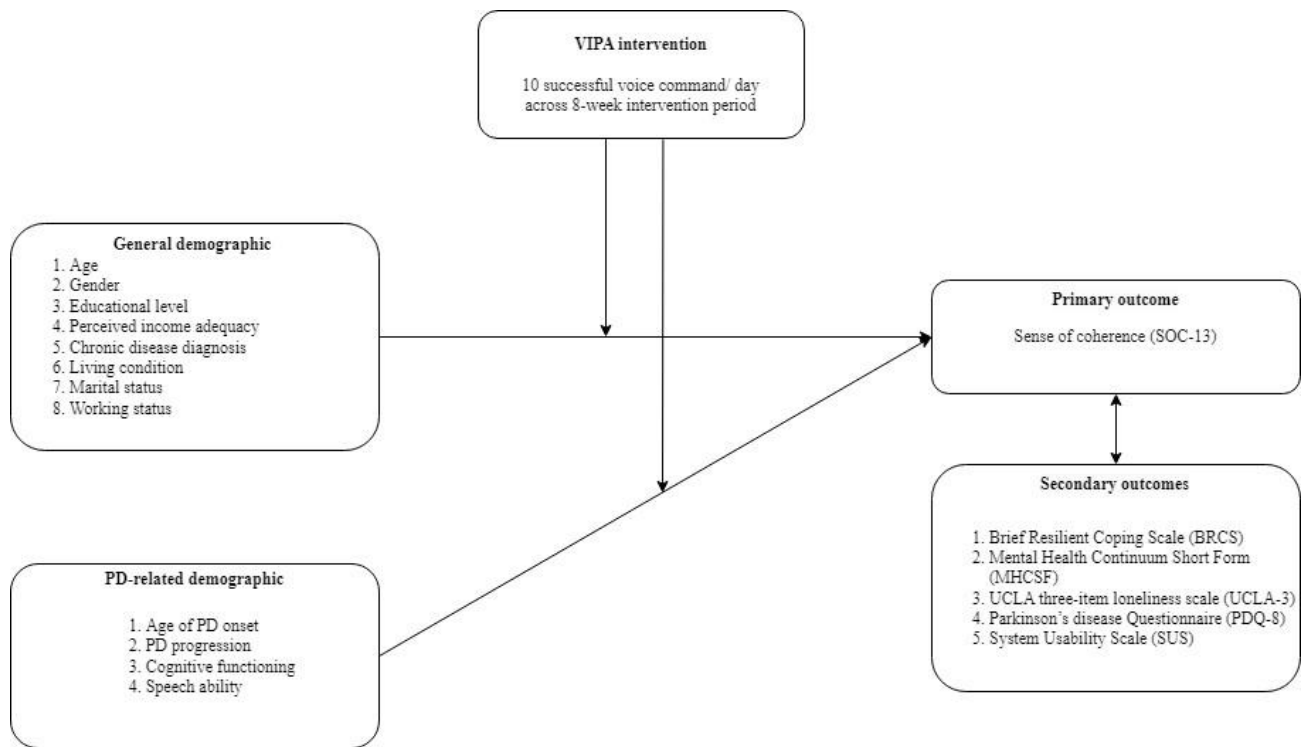 VIPA intervention
10 successful voice command/ day
across 8-week intervention period
General demographic
1. Age
2. Gender
3. Educational level
4. Perceived income adequacy
5. Chronic disease diagnosis
6. Living condition
7. Marital status
8. Working status
Primary outcome
Sense of coherence (SOC-13)
Secondary outcomes
1. Brief Resilient Coping Scale (BRCS)
2. Mental Health Continuum Short Form
(MHCSF)
3. UCLA three-item loneliness scale (UCLA-3)
4. Parkinson’s disease Questionnaire (PDQ-8)
5. System Usability Scale (SUS)
PD-related demographic
1. Age of PD onset
2. PD progression
3. Cognitive functioning
4. Speech ability